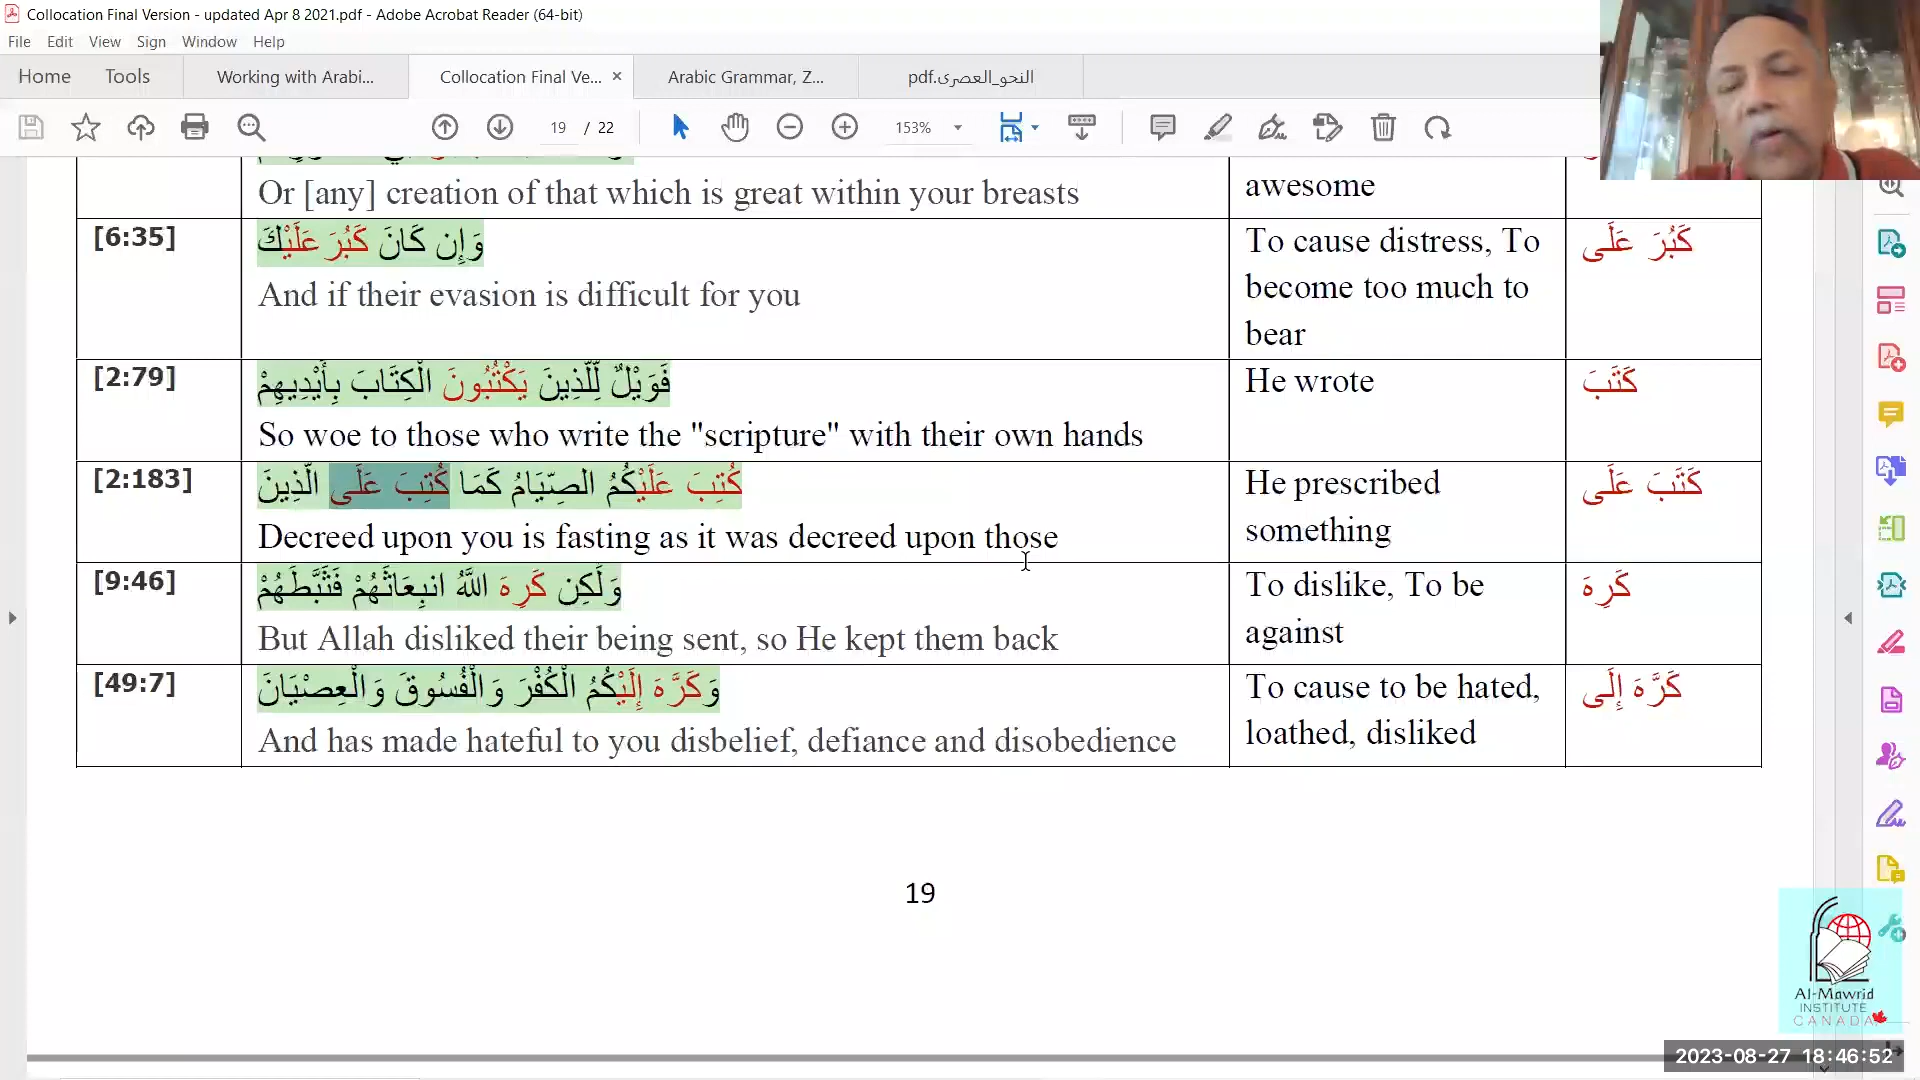 Collocation Final Version - updated Apr 8 2021.pdf - Adobe Acrobat Reader (64-bit)
File Edit View Sign Window Help
Home Tools Working with Arabi... Collocation Final Ve... × Arabic Grammar, Z... النحو_العصرى.pdf
19 / 22 153%
Or [any] creation of that which is great within your breasts
awesome
[6:35]
وَإِن كَانَ كَبُرَ عَلَيْكَ
And if their evasion is difficult for you
To cause distress, To
become too much to
bear
كَبُرَ عَلَى
[2:79]
فَوَيْلٌ لِّلَّذِينَ يَكْتُبُونَ الْكِتَابَ بِأَيْدِيهِمْ
So woe to those who write the "scripture" with their own hands
He wrote
كَتَبَ
[2:183]
كُتِبَ عَلَيْكُمُ الصِّيَامُ كَمَا كُتِبَ عَلَى الَّذِينَ
Decreed upon you is fasting as it was decreed upon those
He prescribed
something
كَتَبَ عَلَى
[9:46]
وَلَٰكِن كَرِهَ اللَّهُ انبِعَاثَهُمْ فَثَبَّطَهُمْ
But Allah disliked their being sent, so He kept them back
To dislike, To be
against
كَرِهَ
[49:7]
وَكَرَّهَ إِلَيْكُمُ الْكُفْرَ وَالْفُسُوقَ وَالْعِصْيَانَ
And has made hateful to you disbelief, defiance and disobedience
To cause to be hated,
loathed, disliked
كَرَّهَ إِلَى
19
Al-Mawrid
INSTITUTE
CANADA
2023-08-27 18:46:52